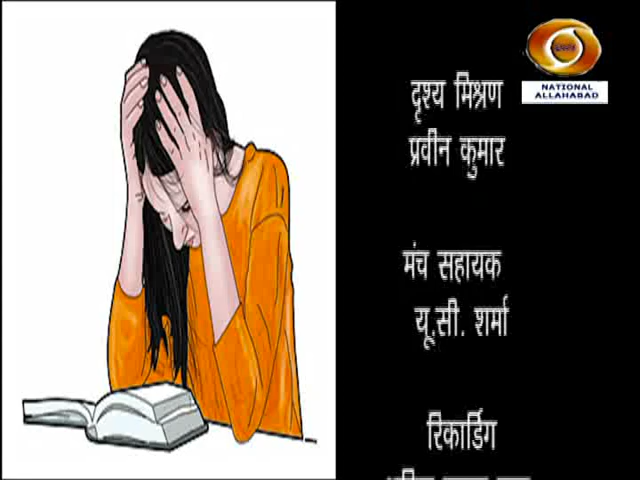 NATIONAL
ALLAHABAD
दृश्य मिश्रण
प्रवीन कुमार
मंच सहायक
यू.सी. शर्मा
रिकार्डिग